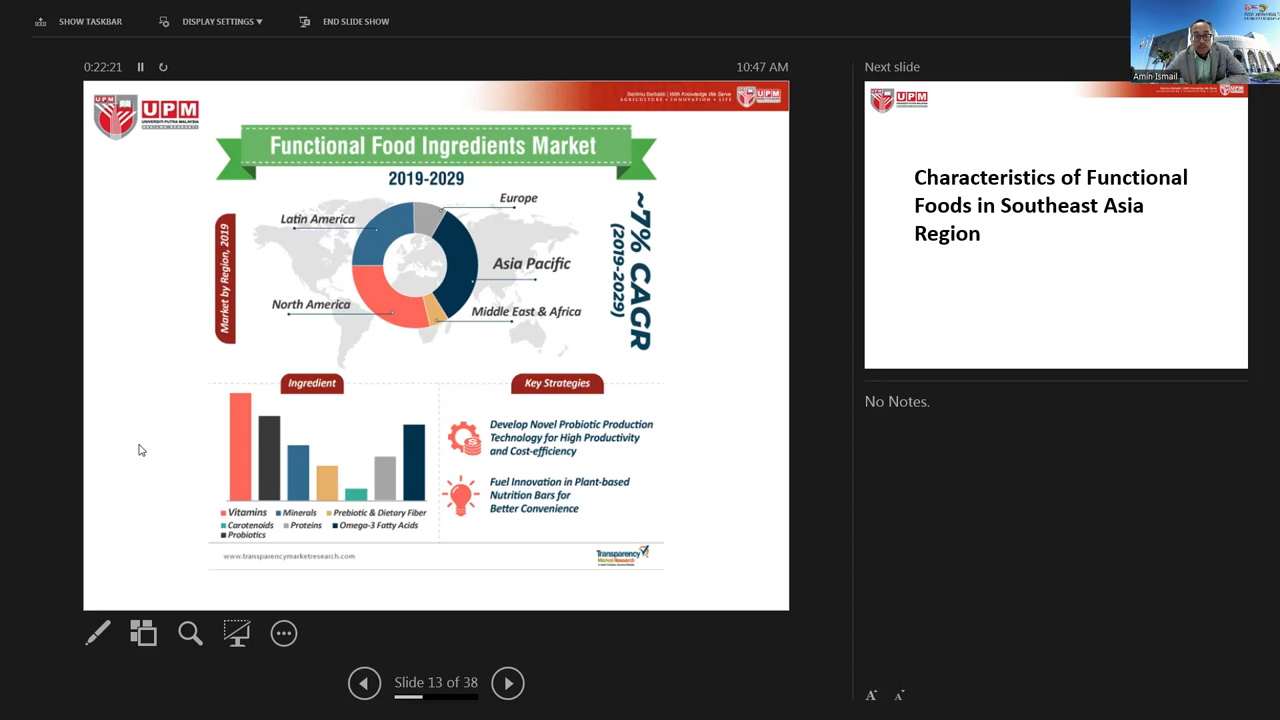 SHOW TASKBAR
DISPLAY SETTINGS ▼
END SLIDE SHOW
Amin Ismail
0:22:21
10:47 AM
Next slide
UPM
UNIVERSITI PUTRA MALAYSIA
BERILMU BERBAKTI
Berilmu Berbakti | With Knowledge We Serve
AGRICULTURE • INNOVATION • LIFE
UPM
Functional Food Ingredients Market
2019-2029
Market by Region, 2019
Latin America
Europe
Asia Pacific
North America
Middle East & Africa
~7% CAGR
(2019-2029)
Ingredient
Vitamins
Minerals
Prebiotic & Dietary Fiber
Carotenoids
Proteins
Omega-3 Fatty Acids
Probiotics
Key Strategies
Develop Novel Probiotic Production
Technology for High Productivity
and Cost-efficiency
Fuel Innovation in Plant-based
Nutrition Bars for
Better Convenience
www.transparencymarketresearch.com
Transparency
Market Research
UPM
UPM
Characteristics of Functional
Foods in Southeast Asia
Region
No Notes.
Slide 13 of 38